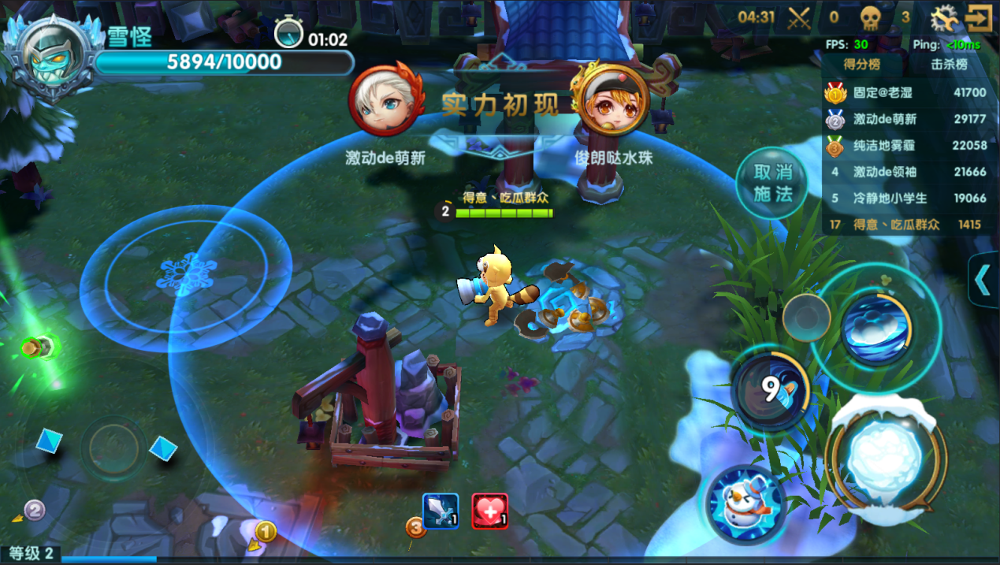 雪怪
5894/10000
01:02
04:31
0
3
FPS: 30
Ping: <10ms
得分榜
击杀榜
1 固定@老湿 41700
2 激动de萌新 29177
3 纯洁地雾霾 22058
4 激动de领袖 21666
5 冷静地小学生 19066
17 得意丶吃瓜群众 1415
实力初现
激动de萌新
俊朗哒水珠
取消
施法
得意丶吃瓜群众
2
9
2
1
3
1
1
等级 2